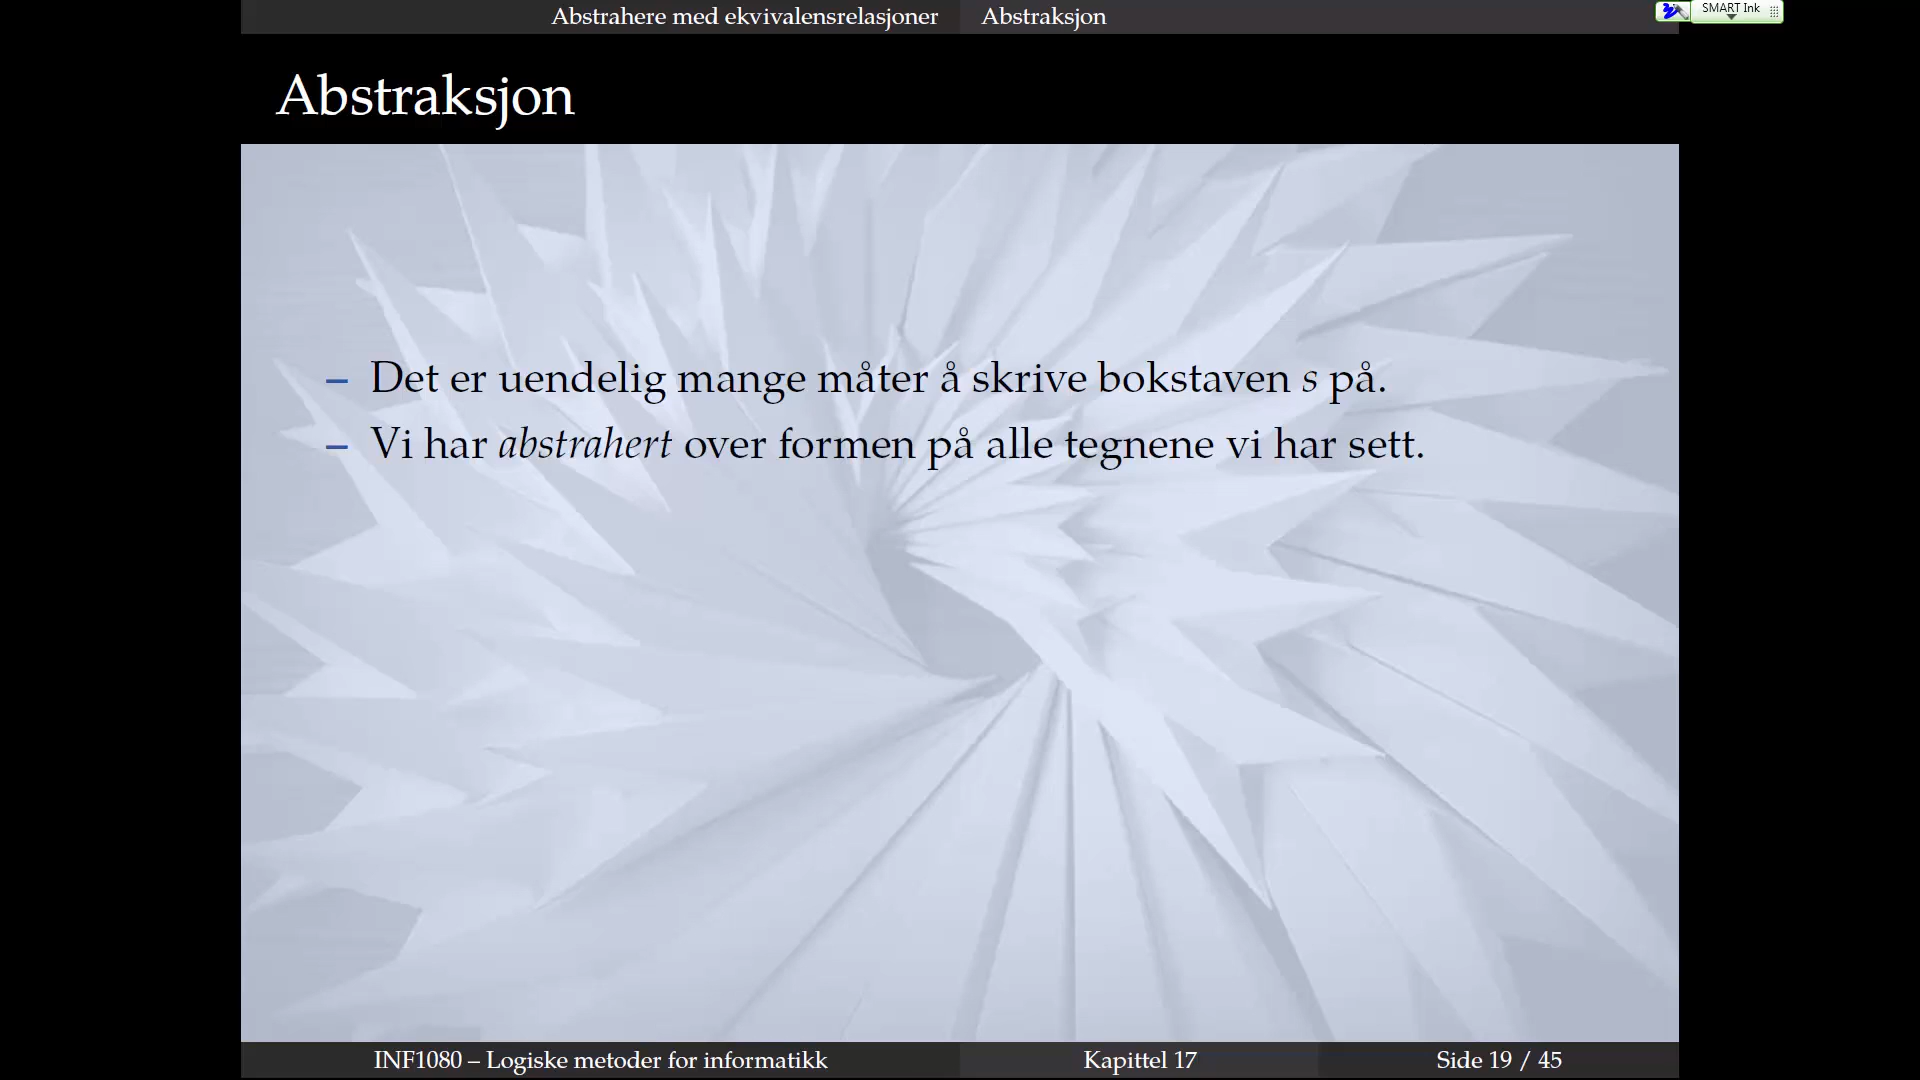 Abstrahere med ekvivalensrelasjoner Abstraksjon
SMART Ink
Abstraksjon
– Det er uendelig mange måter å skrive bokstaven s på.
– Vi har abstrahert over formen på alle tegnene vi har sett.
INF1080 – Logiske metoder for informatikk Kapittel 17 Side 19 / 45